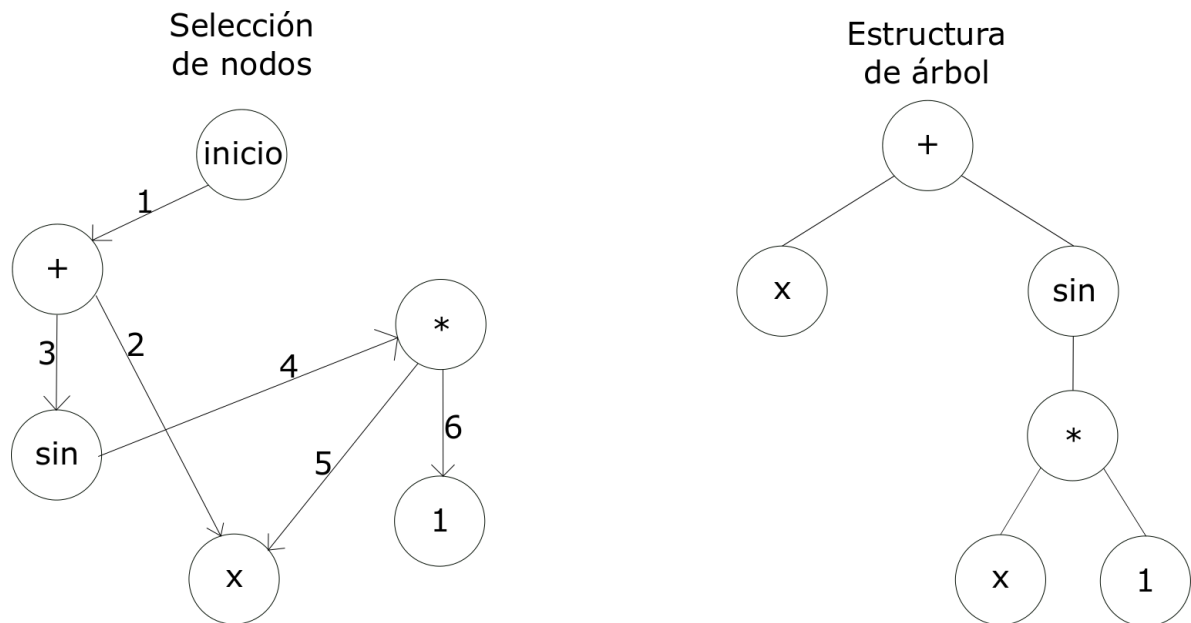 Selección
de nodos
inicio
1
+
3
2
*
4
sin
5
6
1
x
Estructura
de árbol
+
x
sin
*
x
1